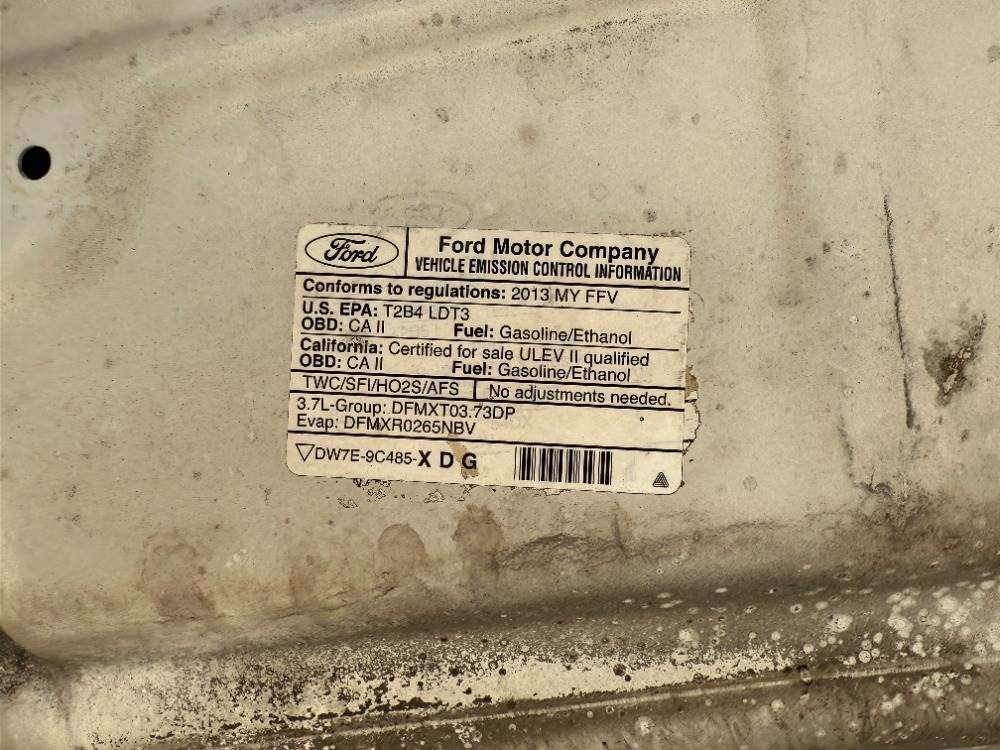 Ford
Ford Motor Company
VEHICLE EMISSION CONTROL INFORMATION
Conforms to regulations: 2013 MY FFV
U.S. EPA: T2B4 LDT3
OBD: CA II Fuel: Gasoline/Ethanol
California: Certified for sale ULEV II qualified
OBD: CA II Fuel: Gasoline/Ethanol
TWC/SFI/HO2S/AFS No adjustments needed.
3.7L-Group: DFMXT03.73DP
Evap: DFMXR0265NBV
DW7E-9C485-X D G